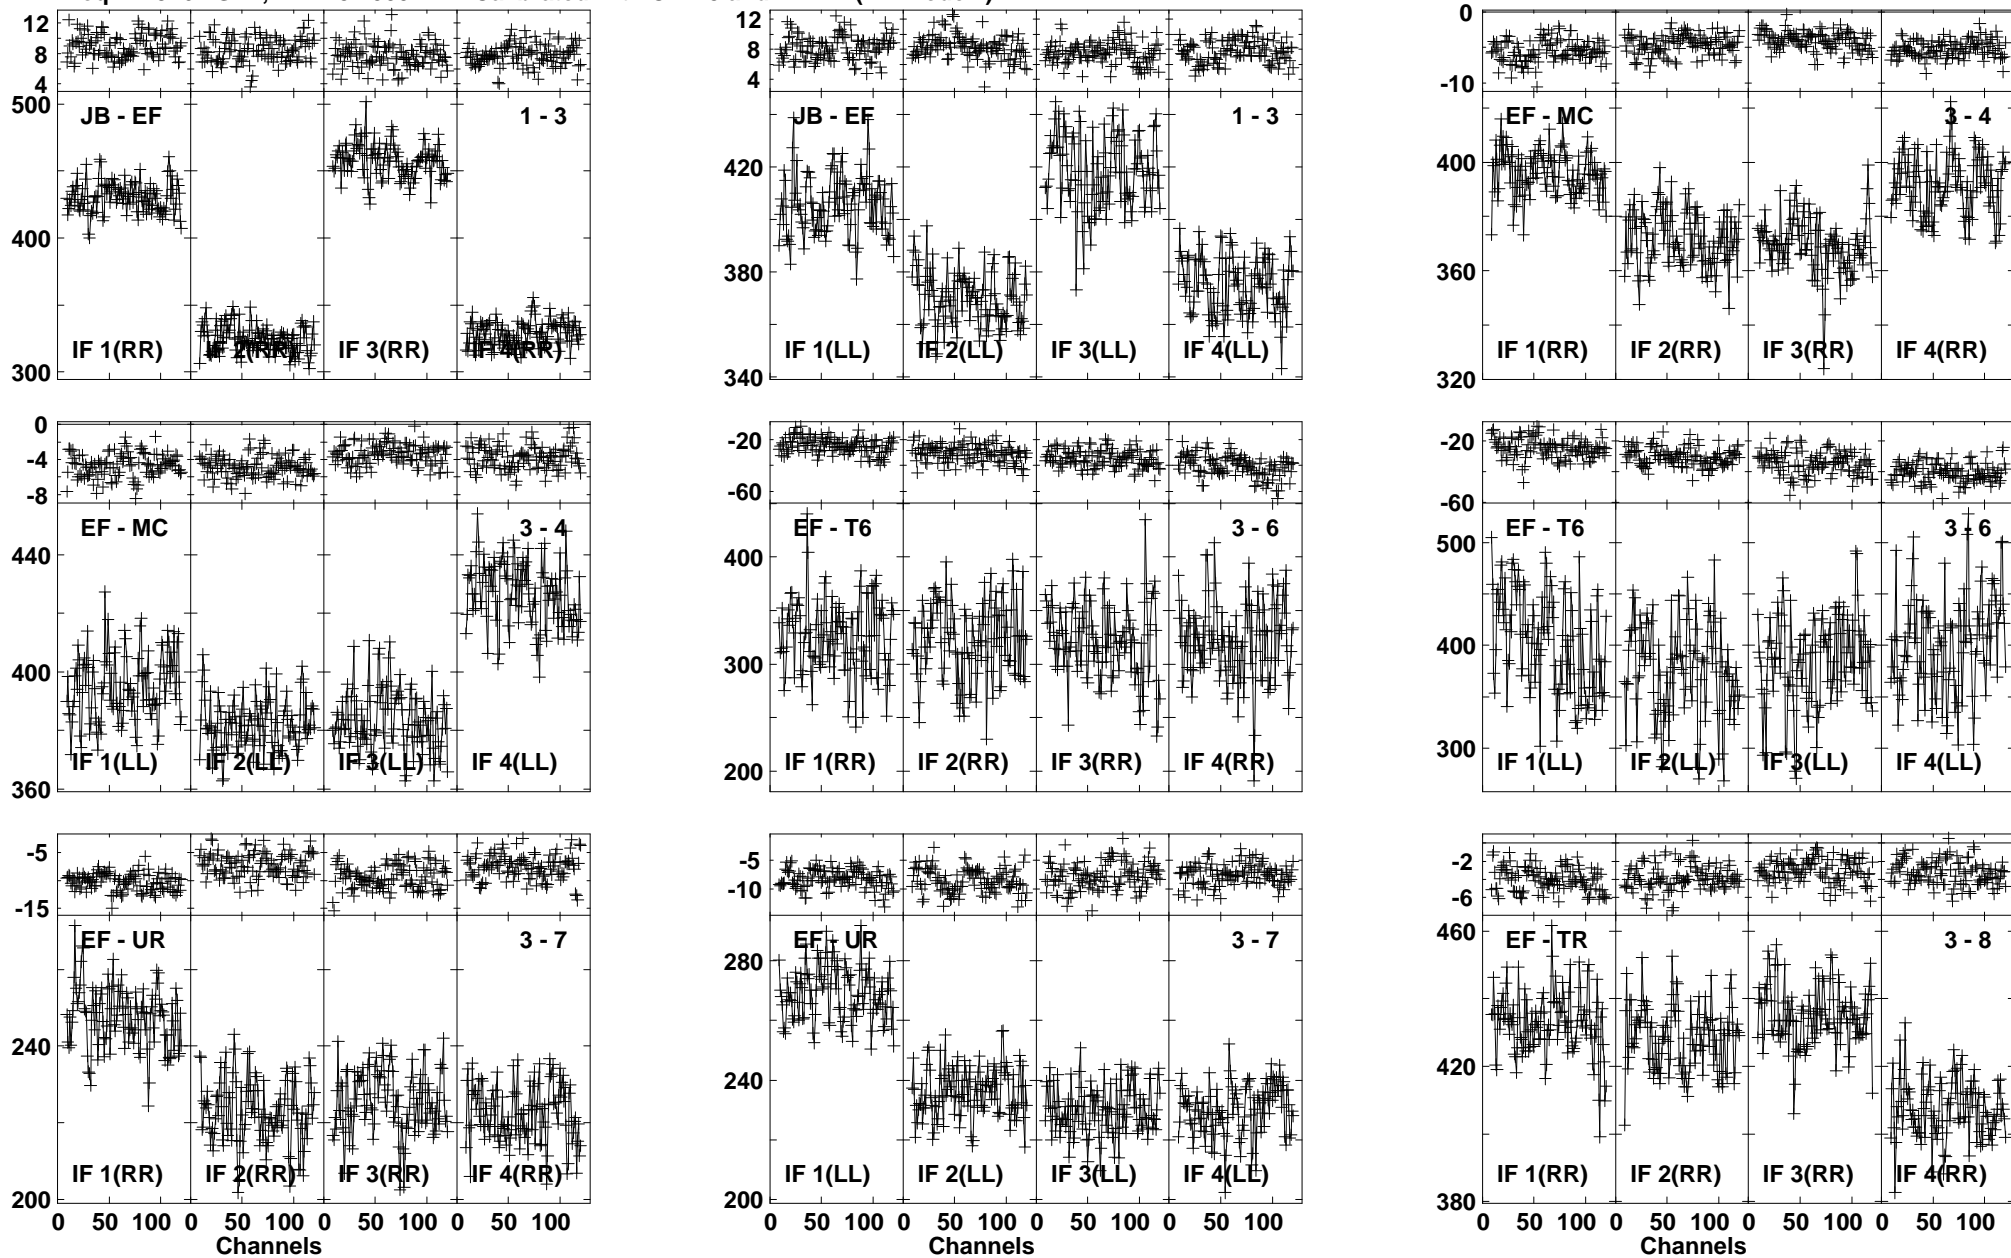 12
8
4
500
JB - EF
1 - 3
400
IF 1(RR)
IF 2(RR)
IF 3(RR)
IF 4(RR)
300
12
8
4
JB - EF
1 - 3
420
380
IF 1(LL)
IF 2(LL)
IF 3(LL)
IF 4(LL)
340
0
-10
EF - MC
3 - 4
400
360
IF 1(RR)
IF 2(RR)
IF 3(RR)
IF 4(RR)
320
0
-4
-8
EF - MC
3 - 4
440
400
IF 1(LL)
IF 2(LL)
IF 3(LL)
IF 4(LL)
360
-20
-60
EF - T6
3 - 6
400
300
IF 1(RR)
IF 2(RR)
IF 3(RR)
IF 4(RR)
200
-20
-60
EF - T6
3 - 6
500
400
300
IF 1(LL)
IF 2(LL)
IF 3(LL)
IF 4(LL)
-5
-15
EF - UR
3 - 7
240
IF 1(RR)
IF 2(RR)
IF 3(RR)
IF 4(RR)
200
0 50 100 0 50 100 0 50 100 0 50 100
Channels
-5
-10
EF - UR
3 - 7
280
240
IF 1(LL)
IF 2(LL)
IF 3(LL)
IF 4(LL)
200
0 50 100 0 50 100 0 50 100 0 50 100
Channels
-2
-6
460
EF - TR
3 - 8
420
IF 1(RR)
IF 2(RR)
IF 3(RR)
IF 4(RR)
380
0 50 100 0 50 100 0 50 100 0 50 100
Channels